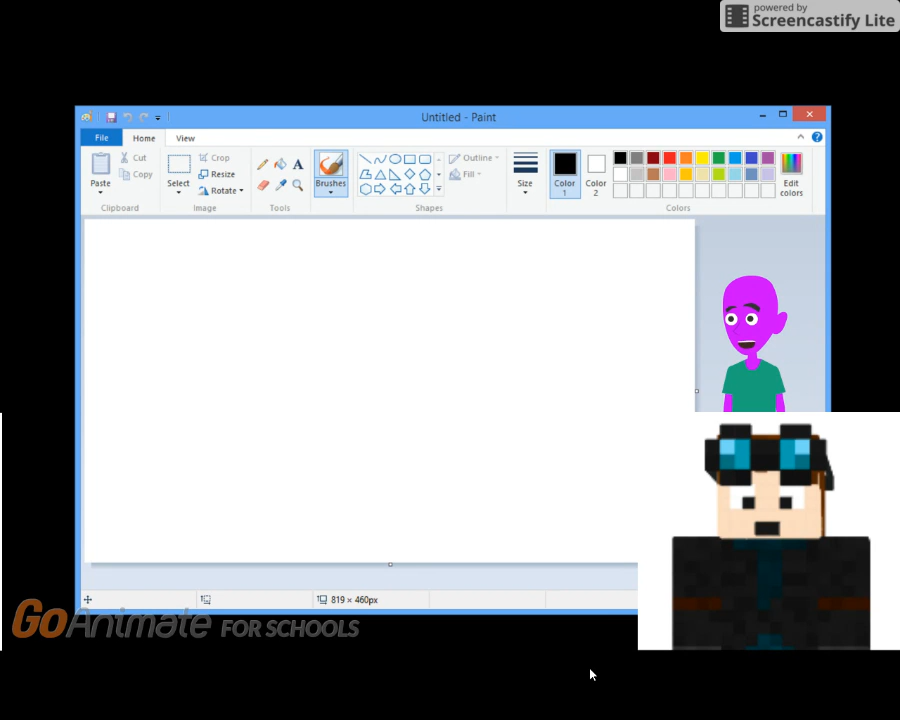 powered by
Screencastify Lite
Untitled - Paint
File Home View
Paste
Cut
Copy
Clipboard
Select
Crop
Resize
Rotate
Image
A
Tools
Brushes
Shapes
Outline
Fill
Size
Color
1
Color
2
Edit
colors
Colors
819 × 460px
GoAnimate FOR SCHOOLS